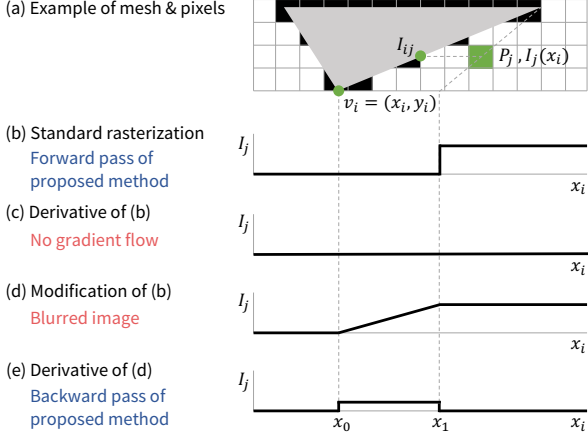 (a) Example of mesh & pixels
I_{ij}
P_j , I_j(x_i)
v_i = (x_i, y_i)
(b) Standard rasterization
Forward pass of
proposed method
I_j
x_i
(c) Derivative of (b)
No gradient flow
I_j
x_i
(d) Modification of (b)
Blurred image
I_j
x_i
(e) Derivative of (d)
Backward pass of
proposed method
I_j
x_0
x_1
x_i